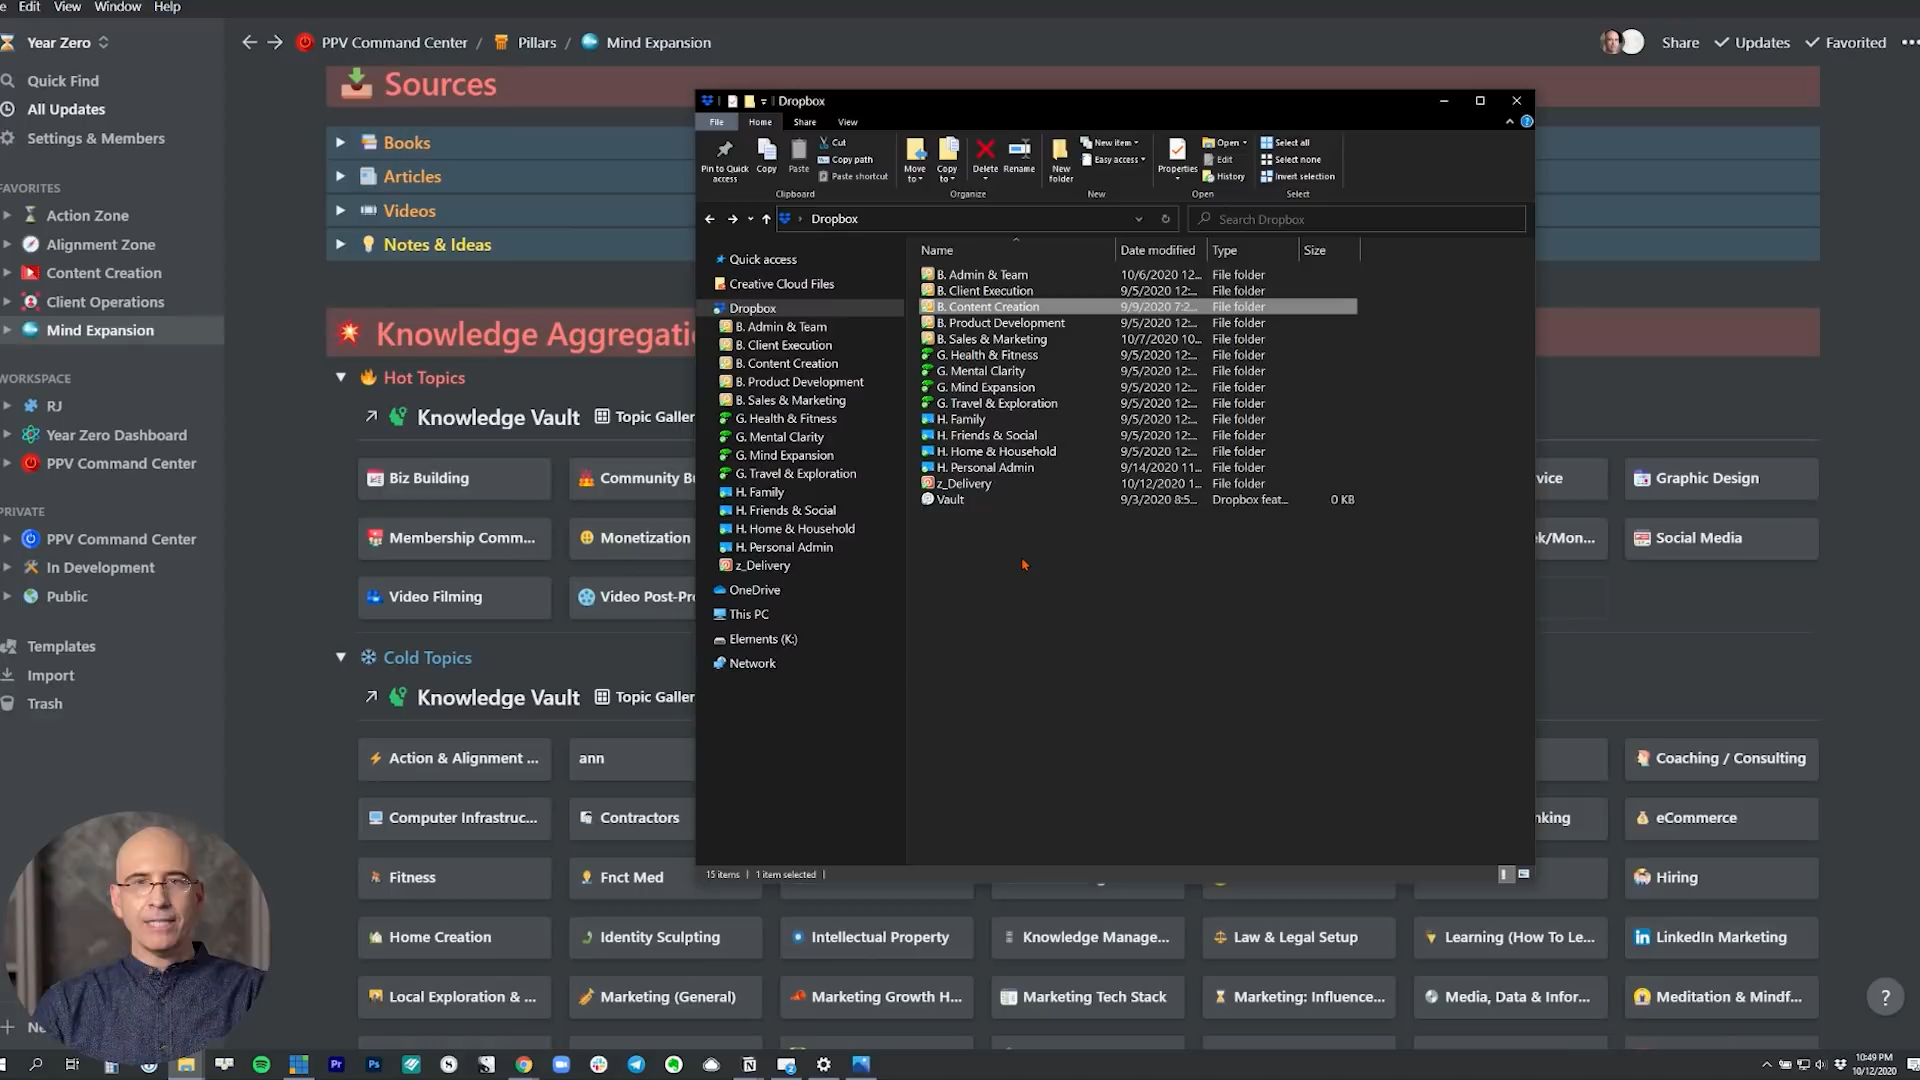 Edit View Window Help
Year Zero
PPV Command Center / Pillars / Mind Expansion
Share Updates Favorited
Quick Find
All Updates
Settings & Members
FAVORITES
Action Zone
Alignment Zone
Content Creation
Client Operations
Mind Expansion
WORKSPACE
RJ
Year Zero Dashboard
PPV Command Center
PRIVATE
PPV Command Center
In Development
Public
Templates
Import
Trash
Sources
Books
Articles
Videos
Notes & Ideas
Knowledge Aggregati
Hot Topics
Knowledge Vault Topic Galler
Biz Building
Community B
Graphic Design
Membership Comm...
Monetization
ek/Mon...
Social Media
Video Filming
Video Post-Pr
Cold Topics
Knowledge Vault Topic Galler
Action & Alignment ...
ann
Coaching / Consulting
Computer Infrastruc...
Contractors
nking
eCommerce
Fitness
Fnct Med
Hiring
Home Creation
Identity Sculpting
Intellectual Property
Knowledge Manage...
Law & Legal Setup
Learning (How To Le...
LinkedIn Marketing
Local Exploration & ...
Marketing (General)
Marketing Growth H...
Marketing Tech Stack
Marketing: Influence...
Media, Data & Infor...
Meditation & Mindf...
Dropbox
File Home Share View
Pin to Quick access
Copy
Paste
Cut
Copy path
Paste shortcut
Clipboard
Move to
Copy to
Delete
Rename
Organize
New folder
New item
Easy access
New
Properties
Open
Edit
History
Open
Select all
Select none
Invert selection
Select
Dropbox
Search Dropbox
Quick access
Creative Cloud Files
Dropbox
B. Admin & Team
B. Client Execution
B. Content Creation
B. Product Development
B. Sales & Marketing
G. Health & Fitness
G. Mental Clarity
G. Mind Expansion
G. Travel & Exploration
H. Family
H. Friends & Social
H. Home & Household
H. Personal Admin
z_Delivery
OneDrive
This PC
Elements (K:)
Network
Name Date modified Type Size
B. Admin & Team 10/6/2020 12... File folder
B. Client Execution 9/5/2020 12:... File folder
B. Content Creation 9/9/2020 7:2... File folder
B. Product Development 9/5/2020 12:... File folder
B. Sales & Marketing 10/7/2020 10... File folder
G. Health & Fitness 9/5/2020 12:... File folder
G. Mental Clarity 9/5/2020 12:... File folder
G. Mind Expansion 9/5/2020 12:... File folder
G. Travel & Exploration 9/5/2020 12:... File folder
H. Family 9/5/2020 12:... File folder
H. Friends & Social 9/5/2020 12:... File folder
H. Home & Household 9/5/2020 12:... File folder
H. Personal Admin 9/14/2020 11... File folder
z_Delivery 10/12/2020 1... File folder
Vault 9/3/2020 8:5... Dropbox feat... 0 KB
15 items 1 item selected
10:49 PM
10/12/2020